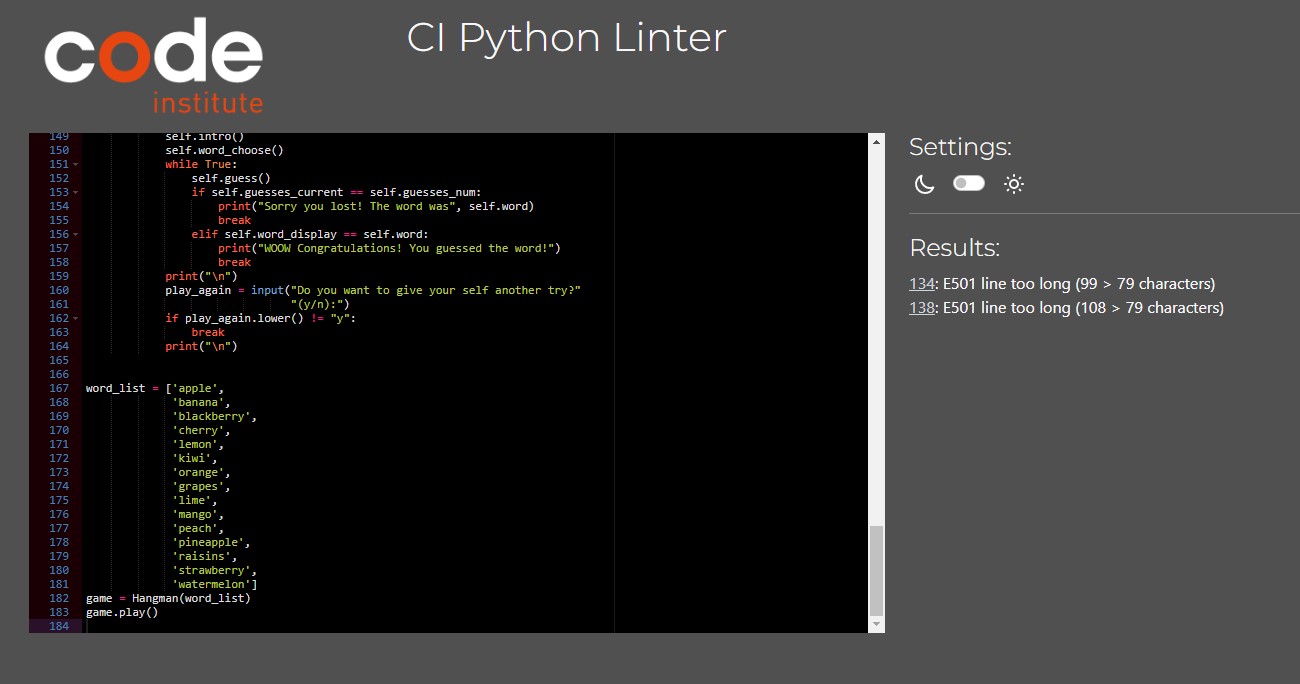 code
institute
CI Python Linter
149 self.intro()
150 self.word_choose()
151 while True:
152 self.guess()
153 if self.guesses_current == self.guesses_num:
154 print("Sorry you lost! The word was", self.word)
155 break
156 elif self.word_display == self.word:
157 print("WOOW Congratulations! You guessed the word!")
158 break
159 print("\n")
160 play_again = input("Do you want to give your self another try?"
161 "(y/n):")
162 if play_again.lower() != "y":
163 break
164 print("\n")
165
166
167 word_list = ['apple',
168 'banana',
169 'blackberry',
170 'cherry',
171 'lemon',
172 'kiwi',
173 'orange',
174 'grapes',
175 'lime',
176 'mango',
177 'peach',
178 'pineapple',
179 'raisins',
180 'strawberry',
181 'watermelon']
182 game = Hangman(word_list)
183 game.play()
184
Settings:
Results:
134: E501 line too long (99 > 79 characters)
138: E501 line too long (108 > 79 characters)